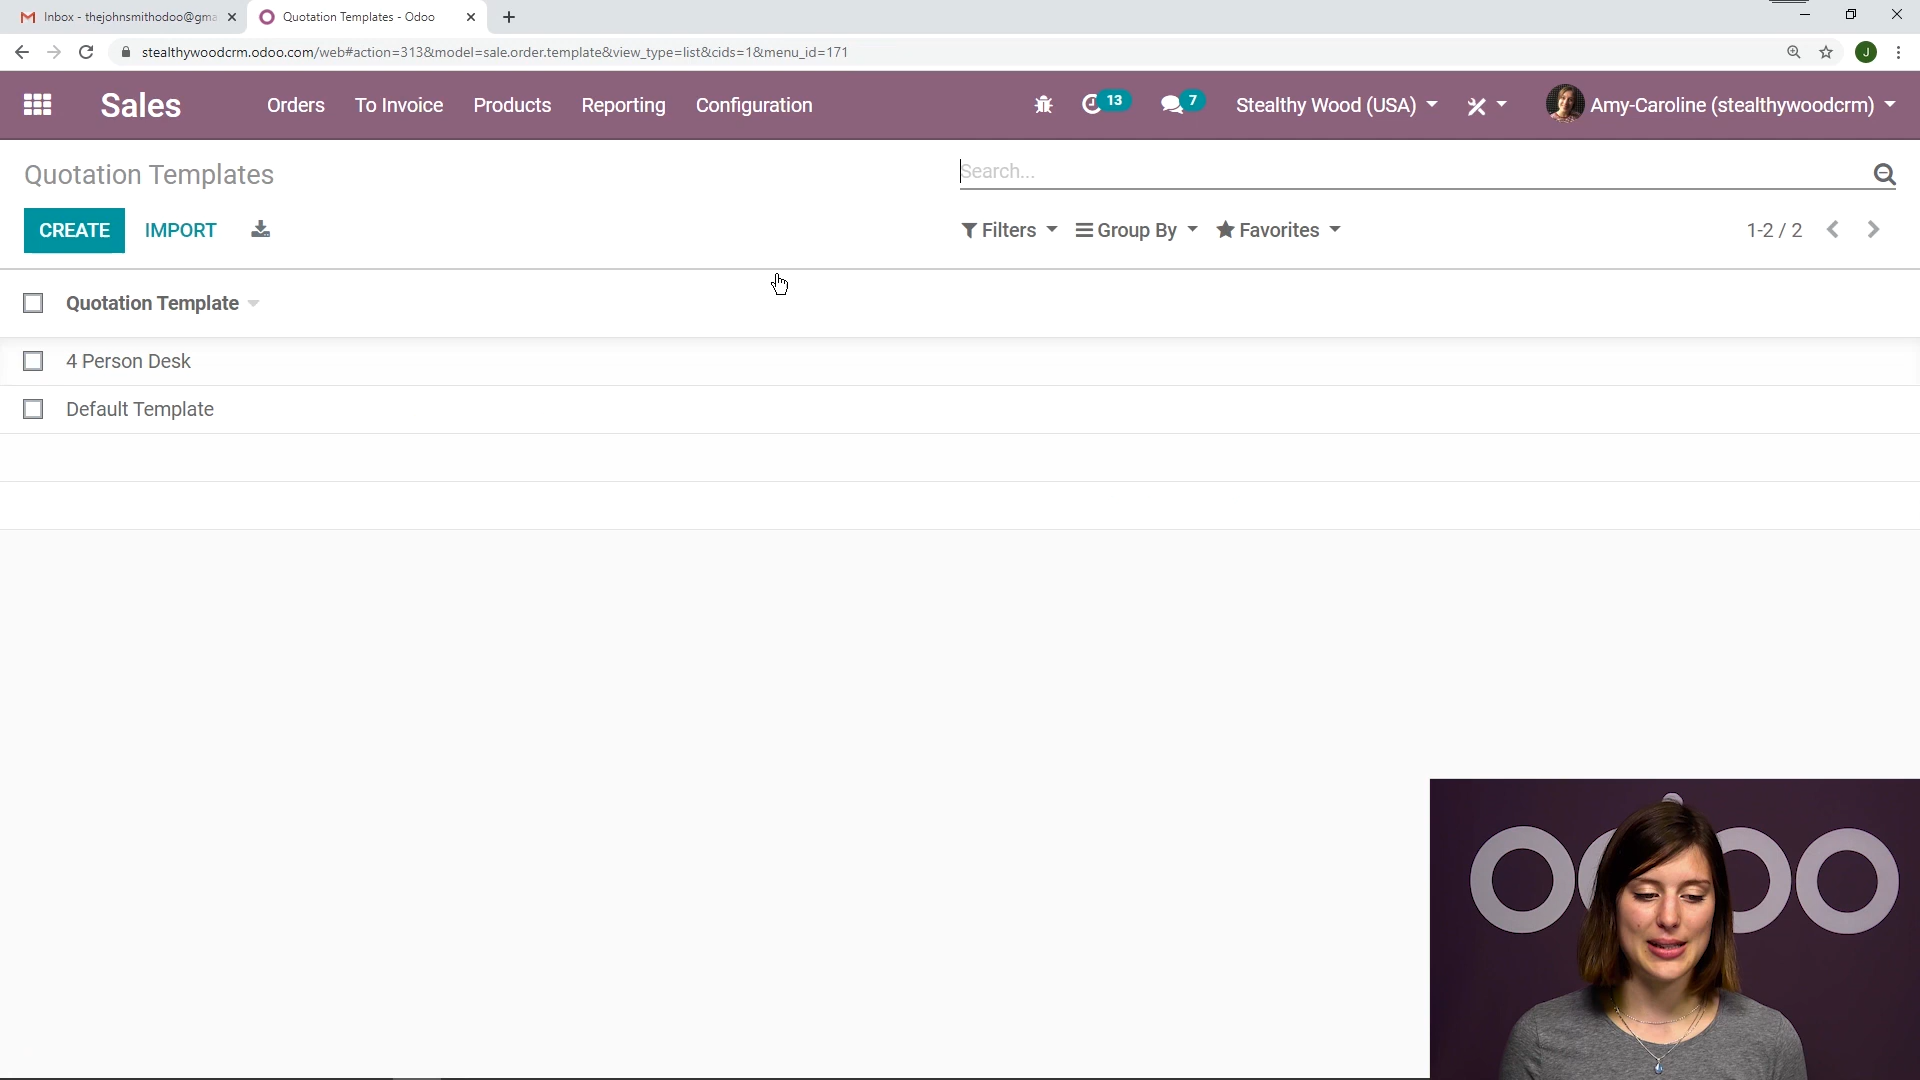 Inbox - thejohnsmithodoo@gma
Quotation Templates - Odoo
stealthywoodcrm.odoo.com/web#action=313&model=sale.order.template&view_type=list&cids=1&menu_id=171
J
Sales
Orders
To Invoice
Products
Reporting
Configuration
13
7
Stealthy Wood (USA)
Amy-Caroline (stealthywoodcrm)
Quotation Templates
Search...
CREATE
IMPORT
Filters
Group By
Favorites
1-2 / 2
Quotation Template
4 Person Desk
Default Template
odoo